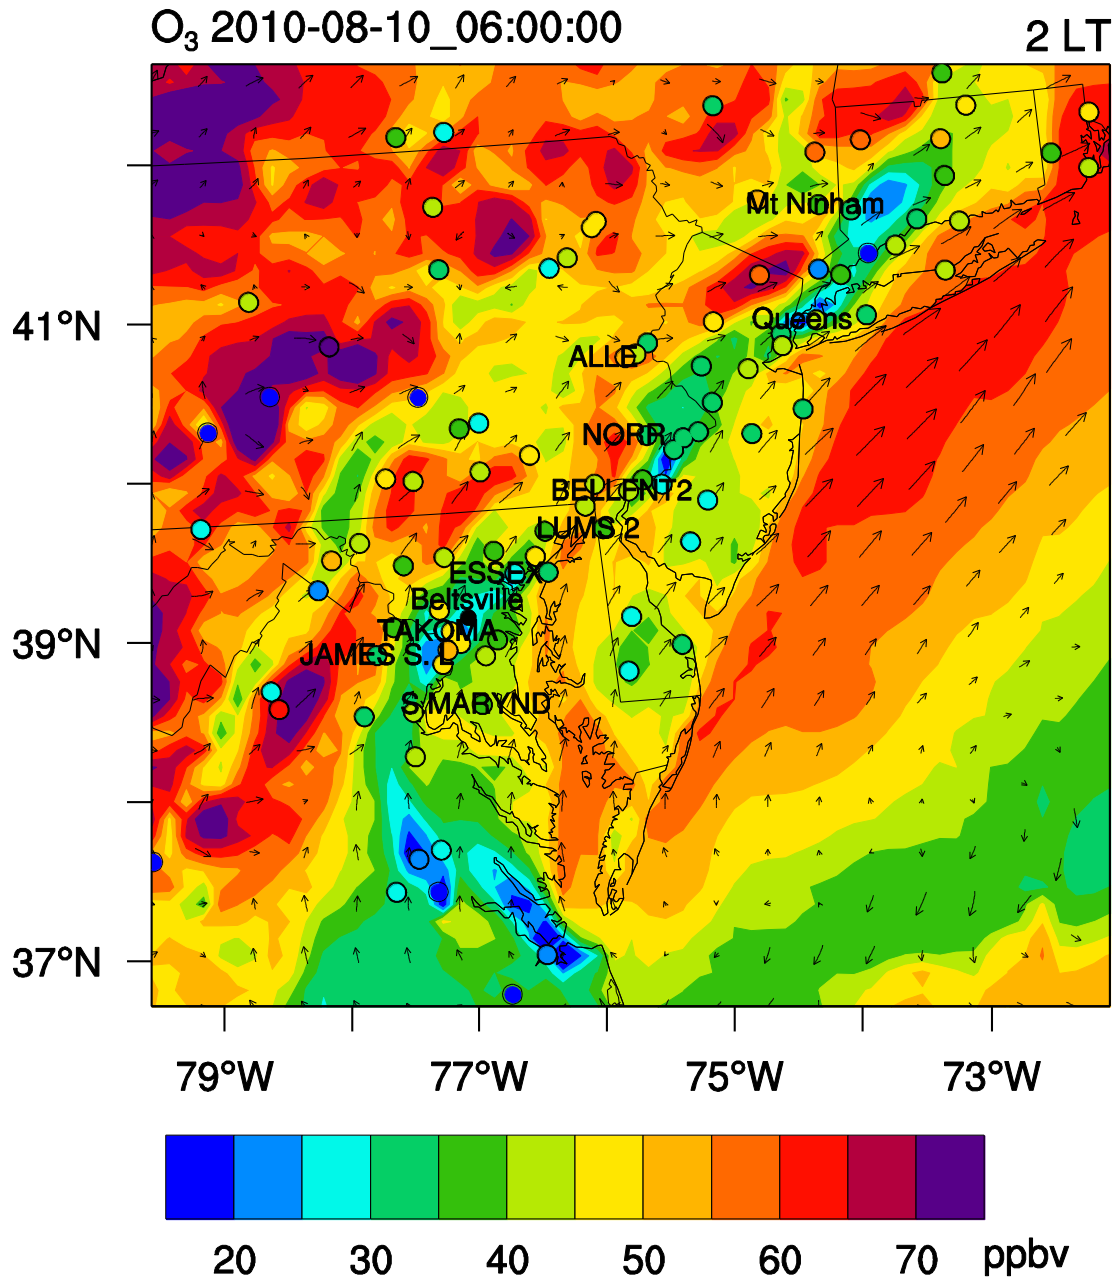 O3 2010-08-10_06:00:00
2 LT
Mt Ninham
41°N
Queens
ALLE
NORR
BELLFNT2
LUMS 2
ESSEX
Beltsville
TAKOMA
39°N
JAMES S. L
S.MARYND
37°N
79°W 77°W 75°W 73°W
20 30 40 50 60 70 ppbv